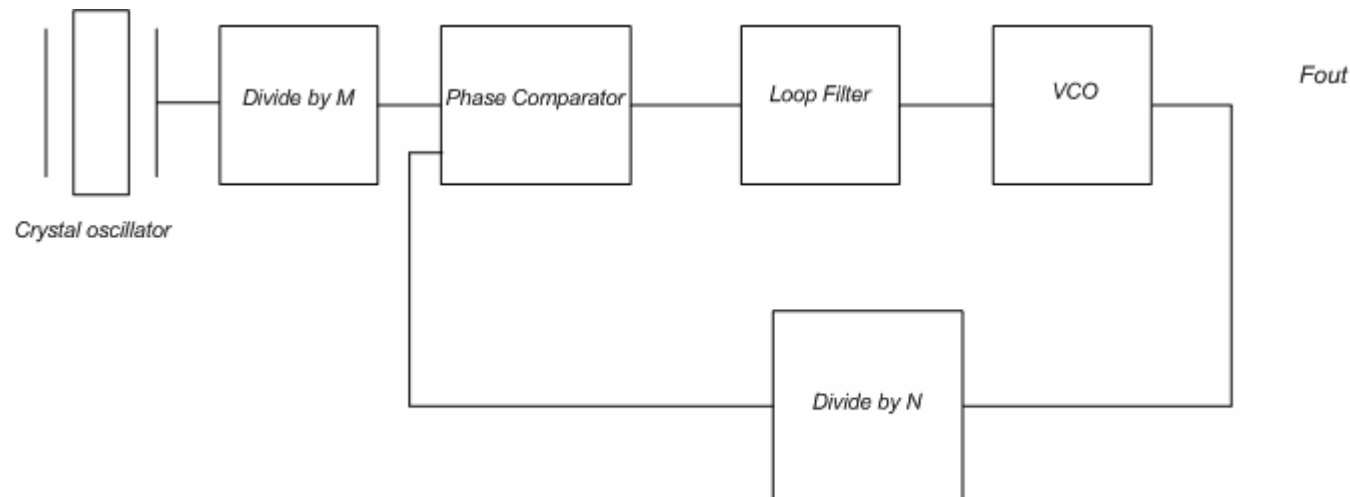 Divide by M
Phase Comparator
Loop Filter
VCO
Fout
Crystal oscillator
Divide by N